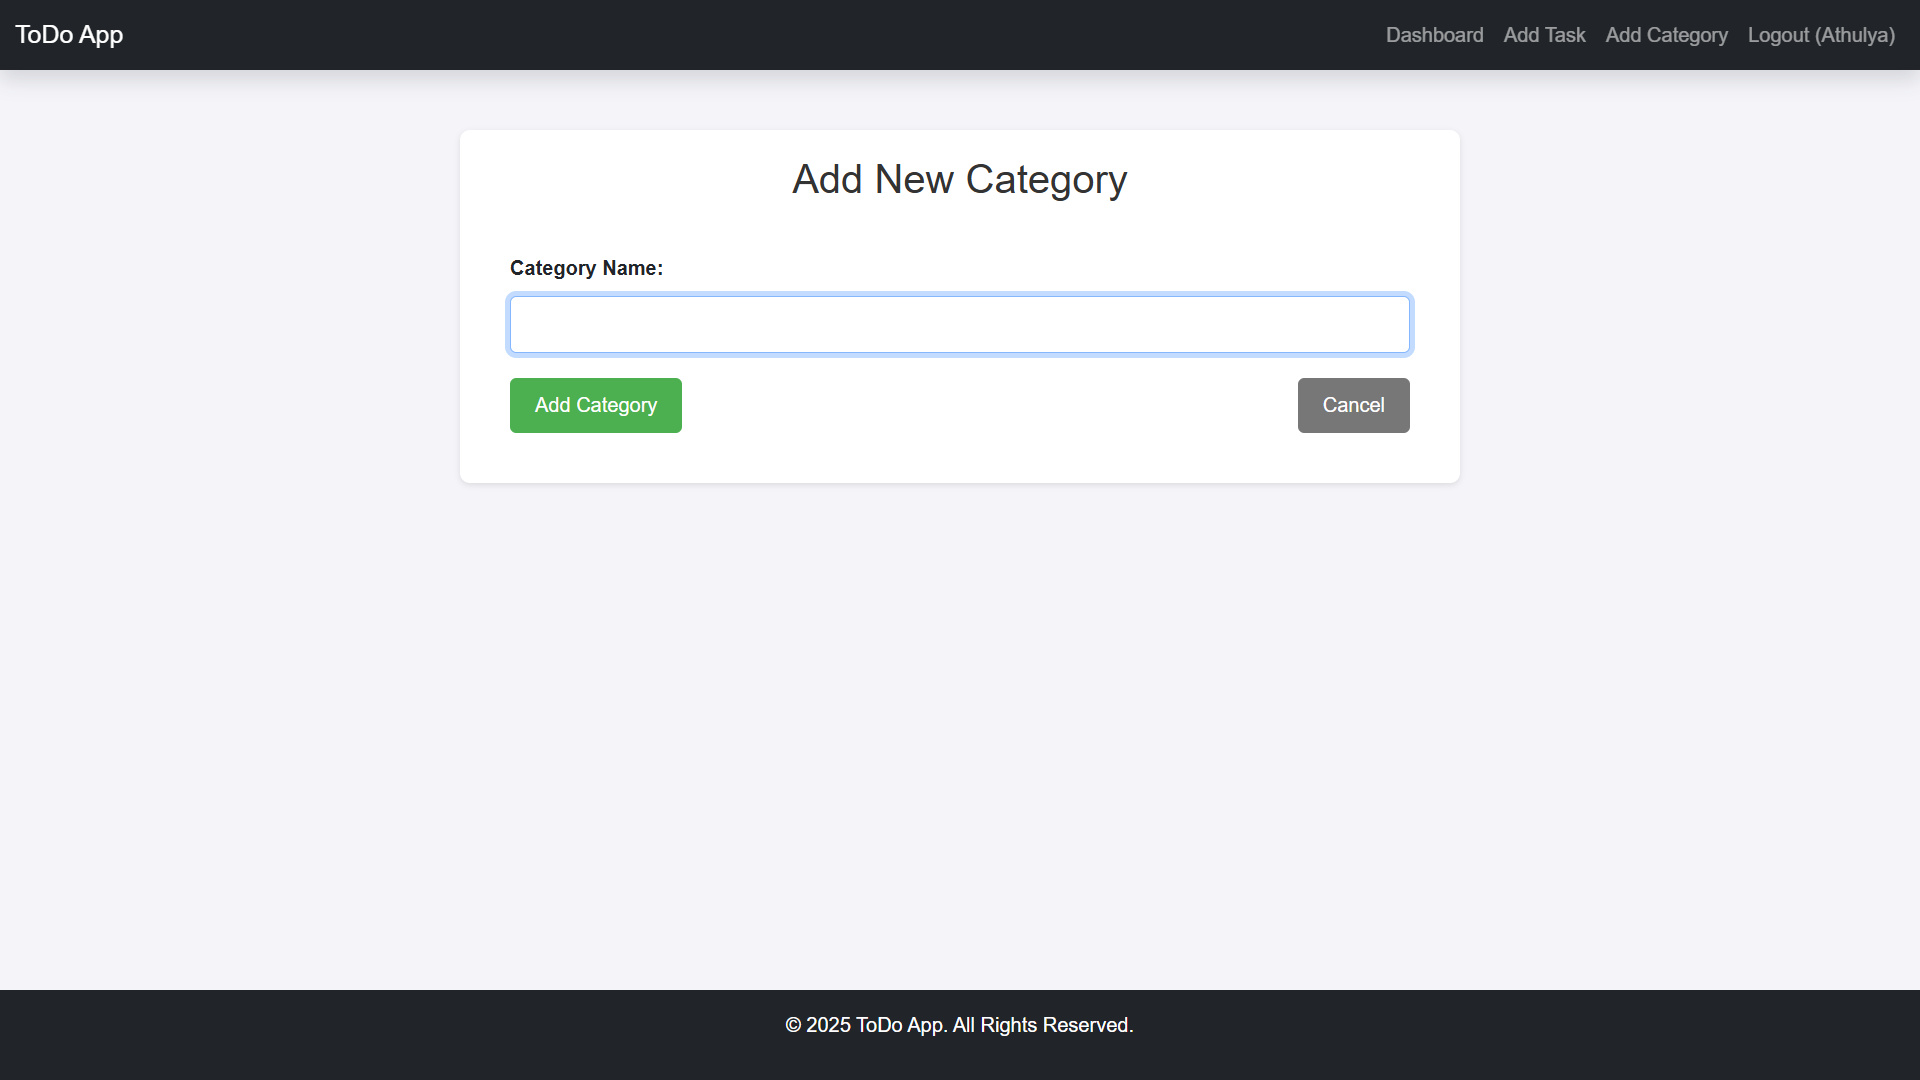 ToDo App
Dashboard Add Task Add Category Logout (Athulya)
Add New Category
Category Name:
Add Category
Cancel
© 2025 ToDo App. All Rights Reserved.